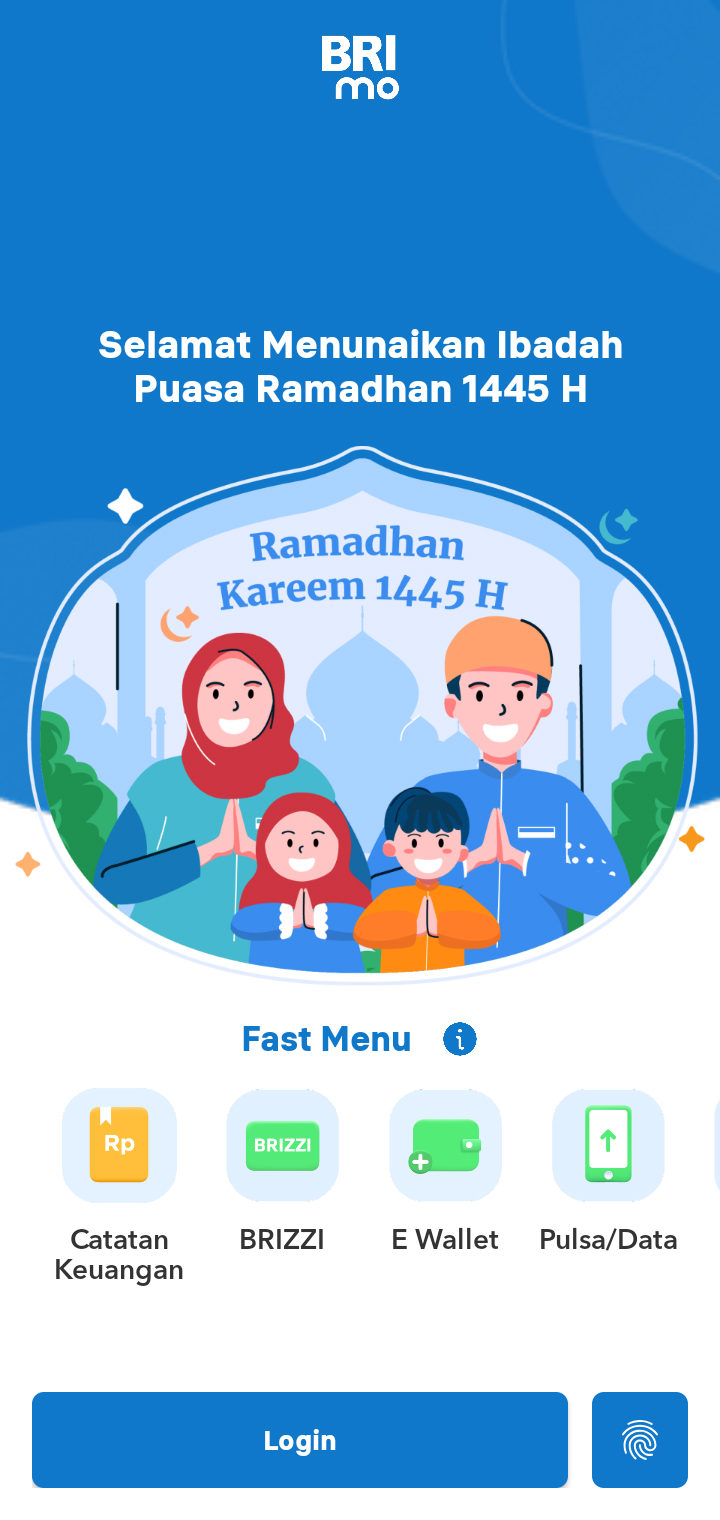 BRI
mo
Selamat Menunaikan Ibadah
Puasa Ramadhan 1445 H
Ramadhan
Kareem 1445 H
Fast Menu
Rp
BRIZZI
Catatan
Keuangan
BRIZZI
E Wallet
Pulsa/Data
Login